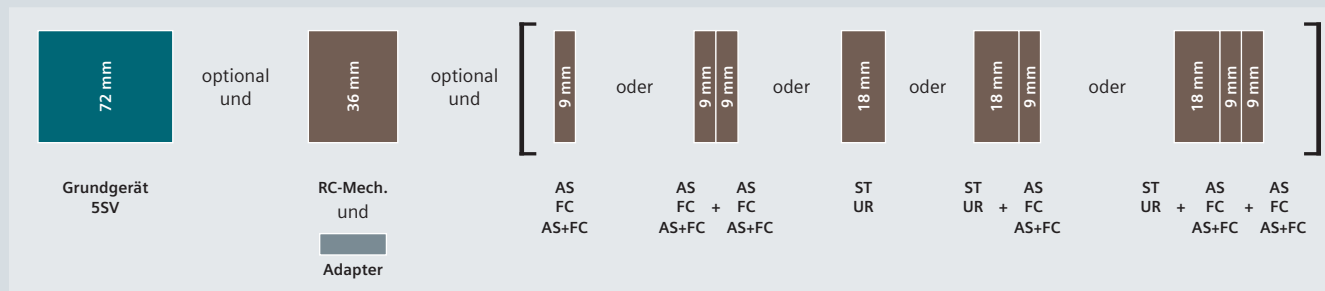 72 mm
optional
und
36 mm
optional
und
9 mm
oder
9 mm 9 mm
oder
18 mm
oder
18 mm 9 mm
oder
18 mm 9 mm 9 mm
Grundgerät
5SV
RC-Mech.
und
Adapter
AS
FC
AS+FC
AS AS
FC + FC
AS+FC AS+FC
ST
UR
ST AS
UR + FC
AS+FC
ST AS AS
UR + FC + FC
AS+FC AS+FC